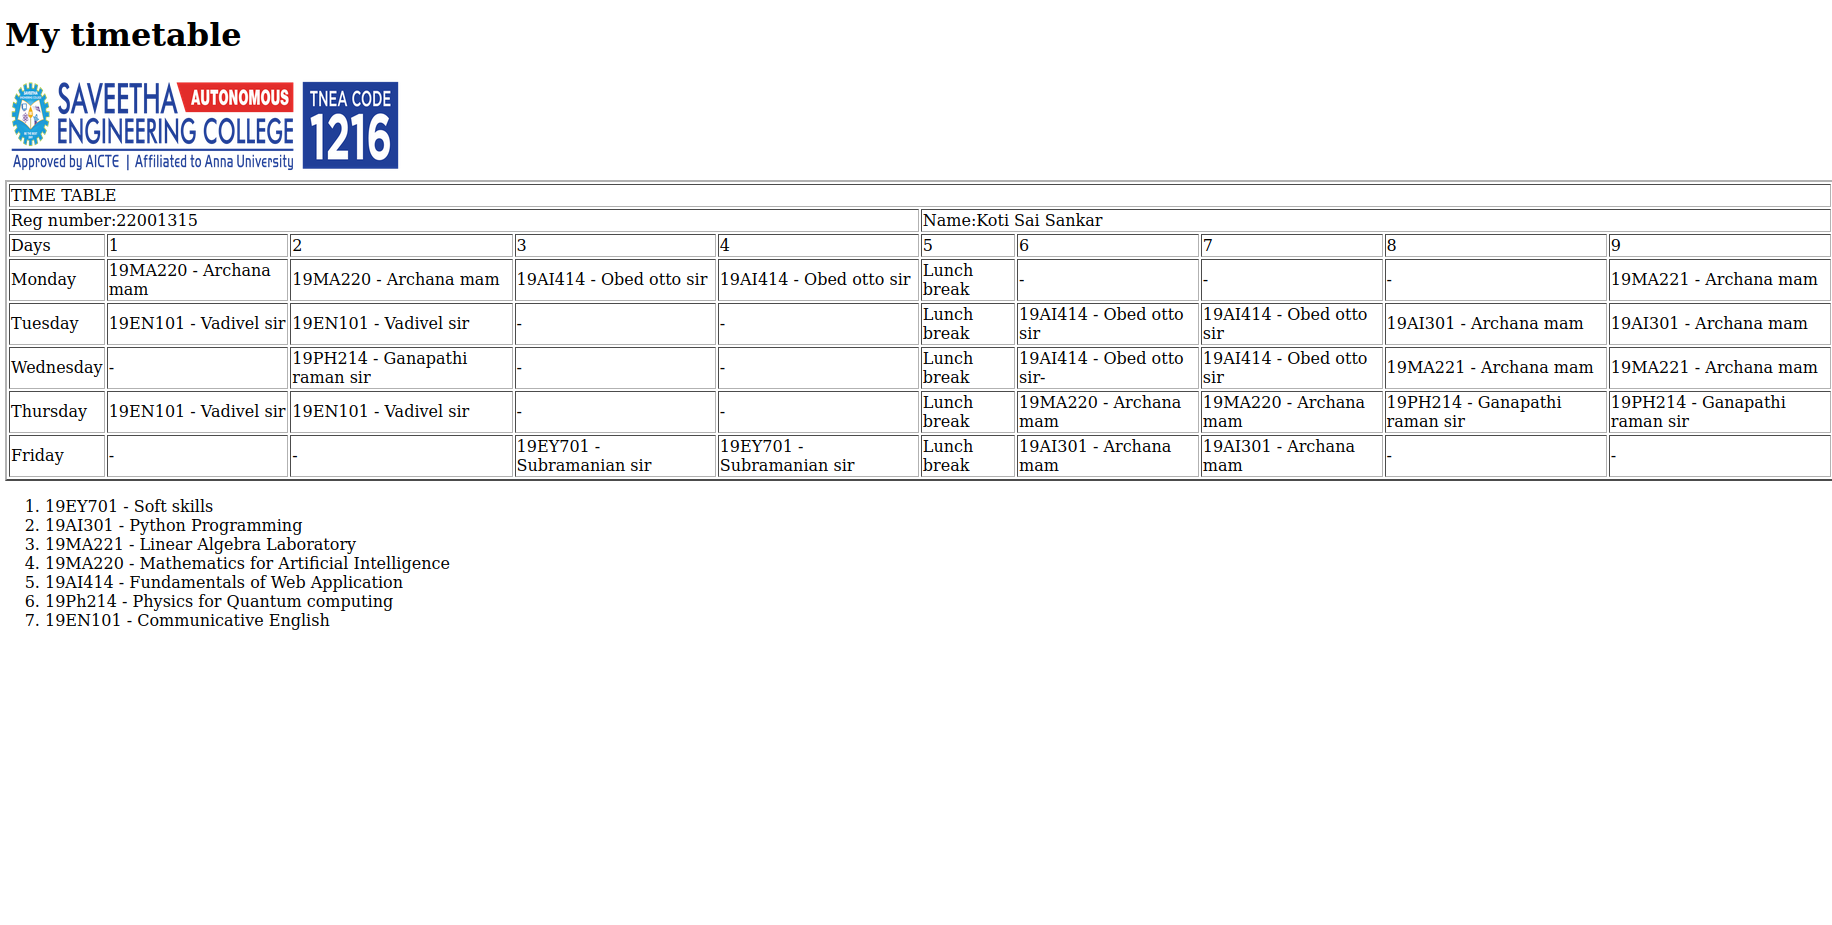 My timetable
SAVEETHA AUTONOMOUS
ENGINEERING COLLEGE
Approved by AICTE | Affiliated to Anna University
TNEA CODE
1216
TIME TABLE
Reg number:22001315 Name:Koti Sai Sankar
Days 1 2 3 4 5 6 7 8 9
Monday 19MA220 - Archana mam 19MA220 - Archana mam 19AI414 - Obed otto sir 19AI414 - Obed otto sir Lunch break - - - 19MA221 - Archana mam
Tuesday 19EN101 - Vadivel sir 19EN101 - Vadivel sir - - Lunch break 19AI414 - Obed otto sir 19AI414 - Obed otto sir 19AI301 - Archana mam 19AI301 - Archana mam
Wednesday - 19PH214 - Ganapathi raman sir - - Lunch break 19AI414 - Obed otto sir- 19AI414 - Obed otto sir 19MA221 - Archana mam 19MA221 - Archana mam
Thursday 19EN101 - Vadivel sir 19EN101 - Vadivel sir - - Lunch break 19MA220 - Archana mam 19MA220 - Archana mam 19PH214 - Ganapathi raman sir 19PH214 - Ganapathi raman sir
Friday - - 19EY701 - Subramanian sir 19EY701 - Subramanian sir Lunch break 19AI301 - Archana mam 19AI301 - Archana mam - -
1. 19EY701 - Soft skills
2. 19AI301 - Python Programming
3. 19MA221 - Linear Algebra Laboratory
4. 19MA220 - Mathematics for Artificial Intelligence
5. 19AI414 - Fundamentals of Web Application
6. 19Ph214 - Physics for Quantum computing
7. 19EN101 - Communicative English